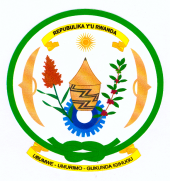 REPUBULIKA Y'U RWANDA
UBUMWE - UMURIMO - GUKUNDA IGIHUGU